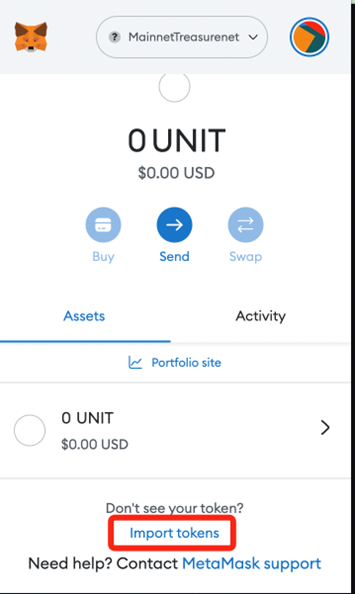 ? MainnetTreasurenet
0 UNIT
$0.00 USD
Buy Send Swap
Assets Activity
Portfolio site
0 UNIT
$0.00 USD
Don't see your token?
Import tokens
Need help? Contact MetaMask support